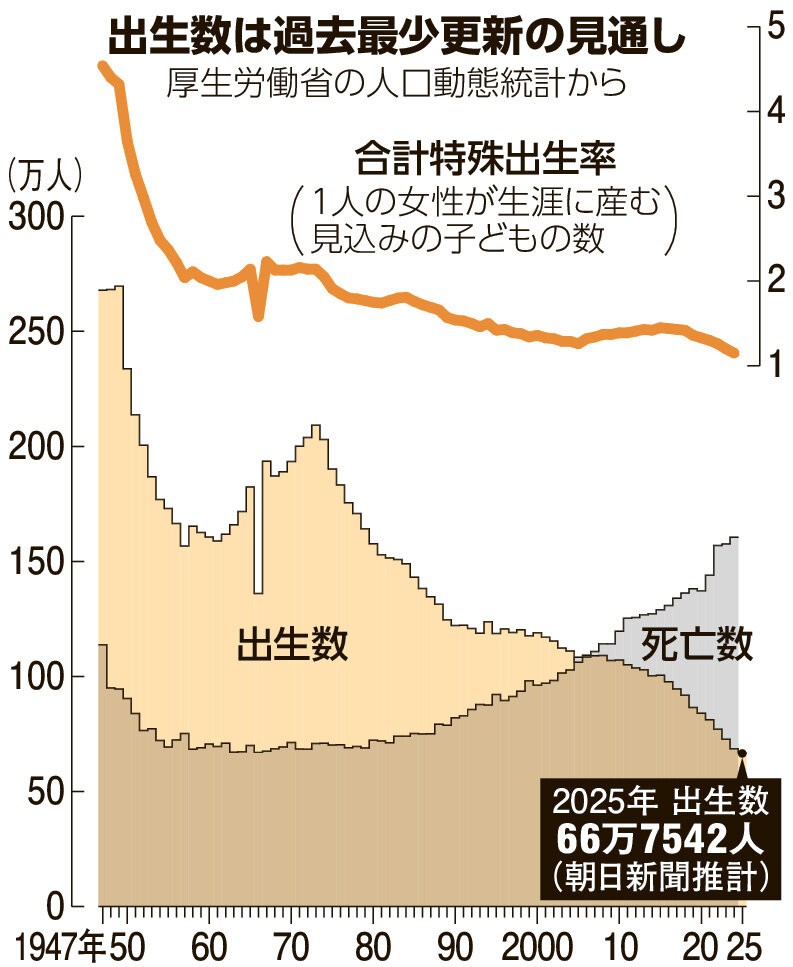 出生数は過去最少更新の見通し
厚生労働省の人口動態統計から
合計特殊出生率
(1人の女性が生涯に産む
見込みの子どもの数)
5
4
3
2
1
(万人)
300
250
200
150
100
50
0
出生数
死亡数
2025年 出生数
66万7542人
(朝日新聞推計)
1947年 50 60 70 80 90 2000 10 20 25